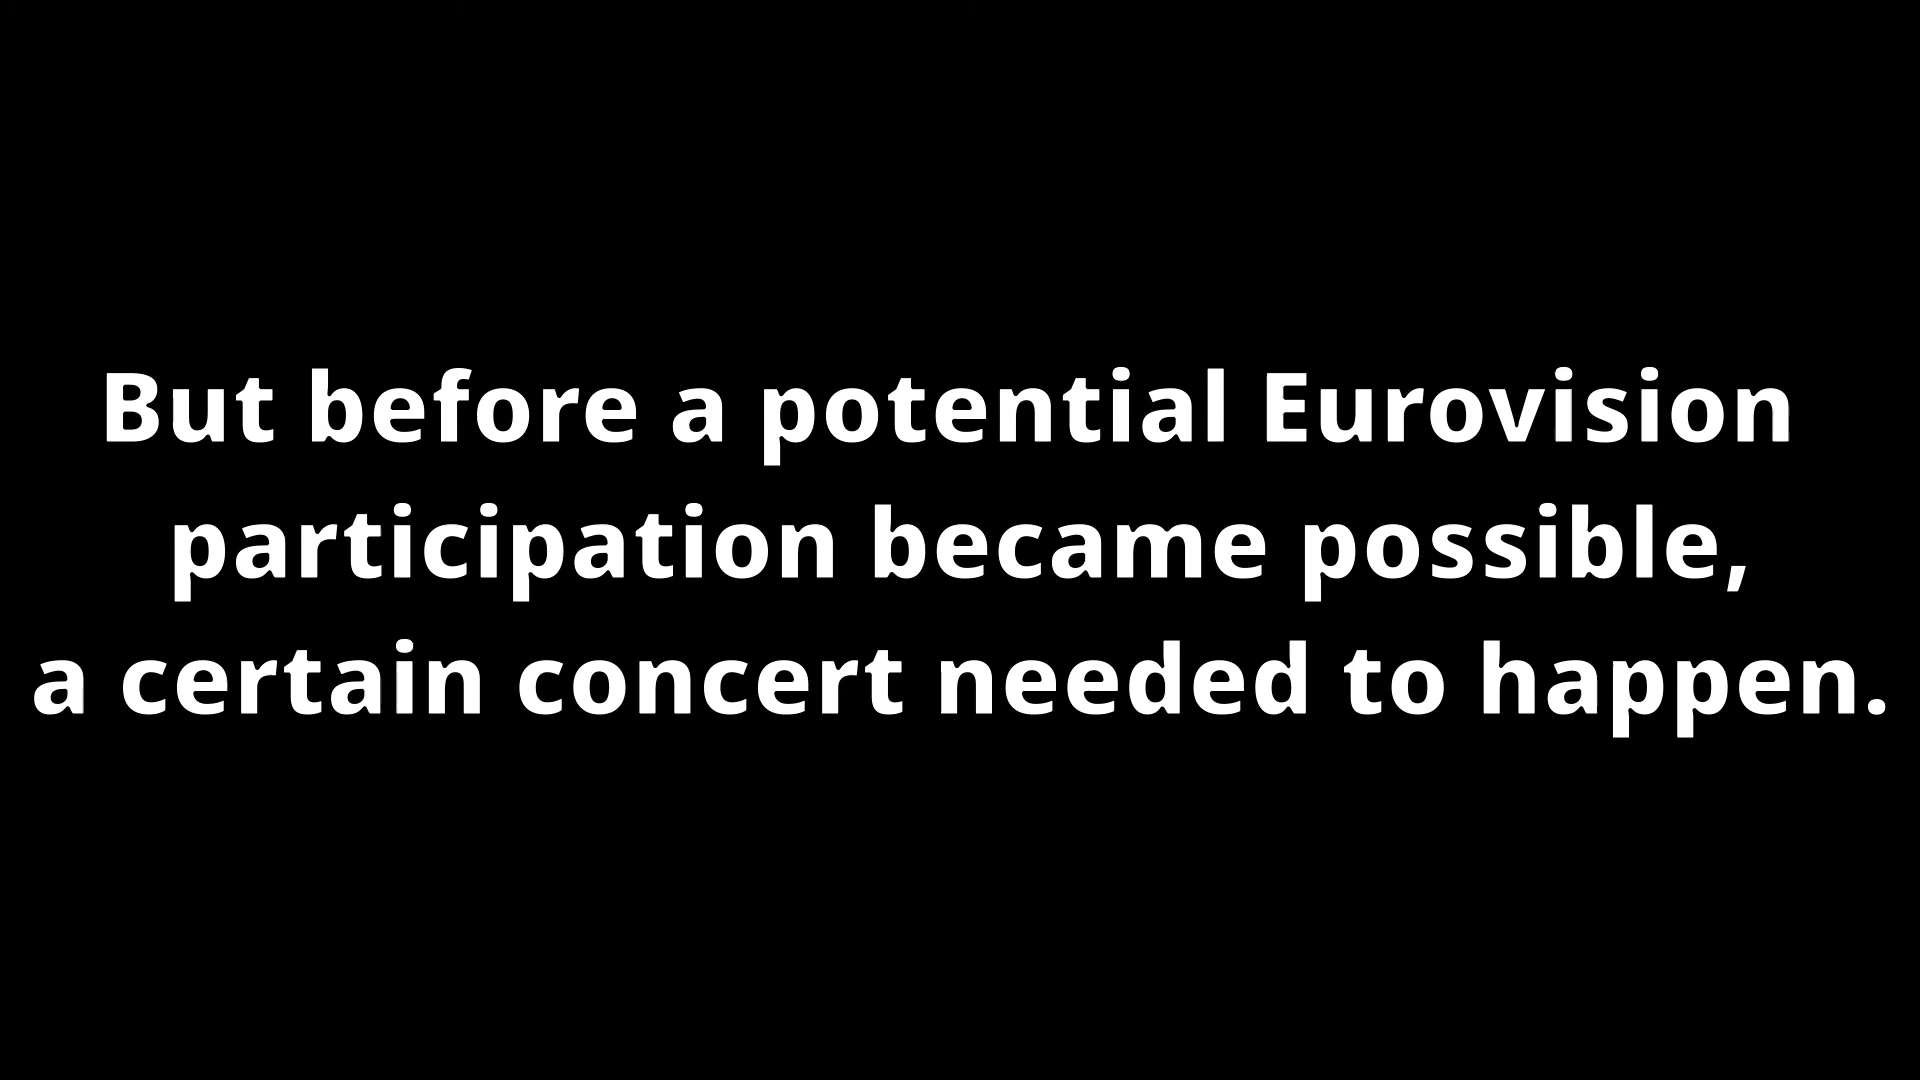 But before a potential Eurovision
participation became possible,
a certain concert needed to happen.